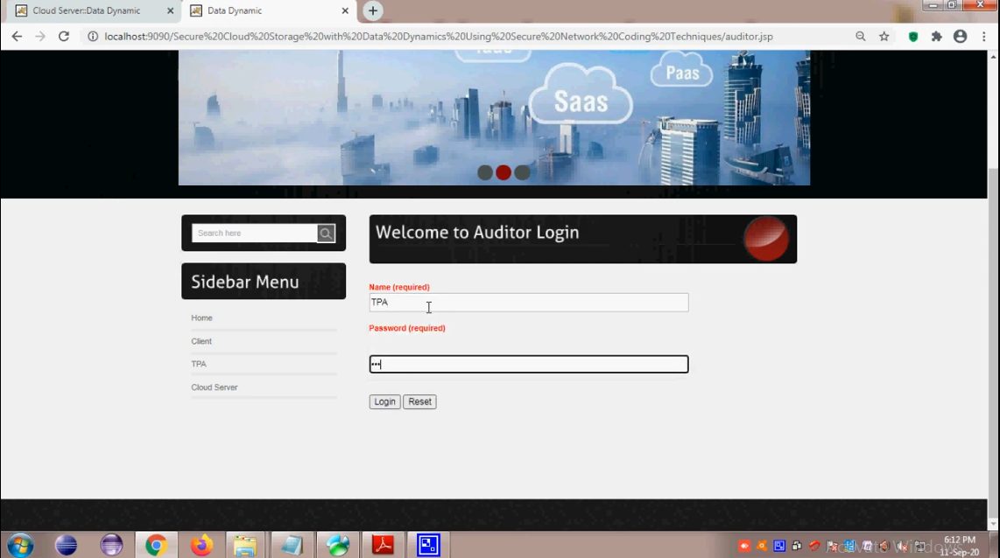 Cloud Server::Data Dynamic
Data Dynamic
localhost:9090/Secure%20Cloud%20Storage%20with%20Data%20Dynamics%20Using%20Secure%20Network%20Coding%20Techniques/auditor.jsp
Paas
Saas
Search here
Welcome to Auditor Login
Sidebar Menu
Name (required)
TPA
Home
Password (required)
Client
TPA
•••
Cloud Server
Login Reset
Activate Windows
6:12 PM
11-Sep-20